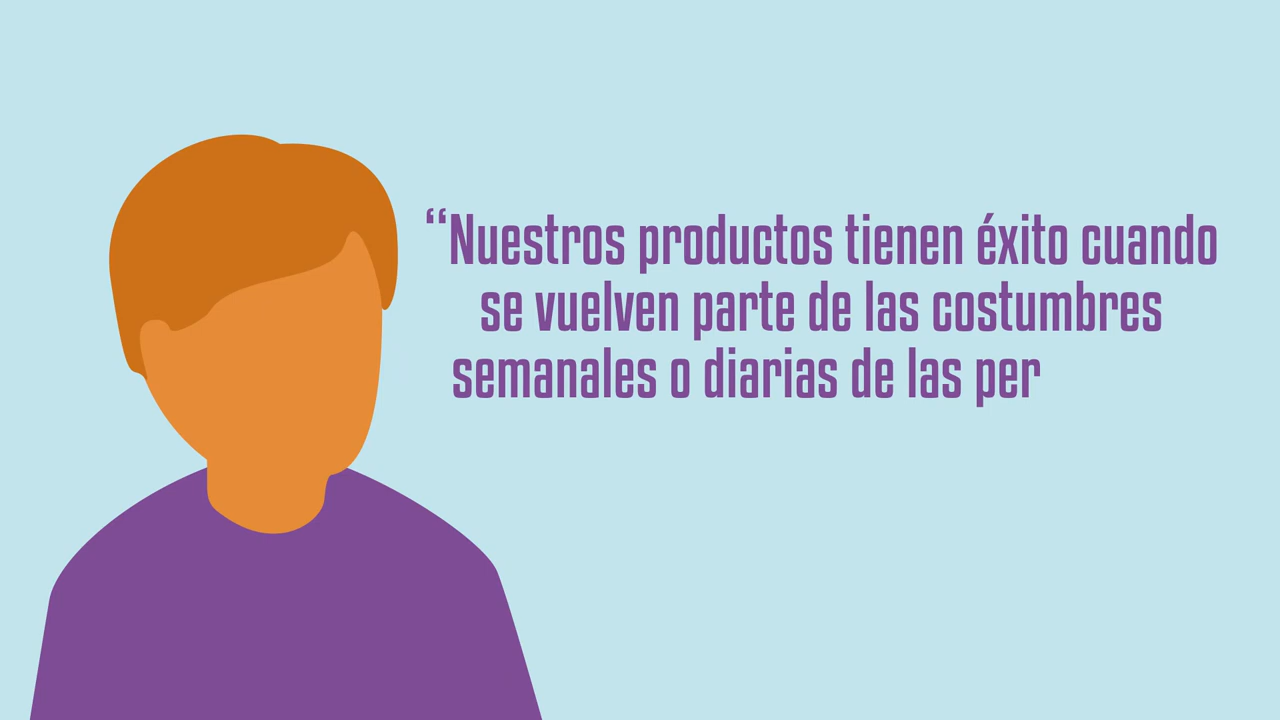 “Nuestros productos tienen éxito cuando
se vuelven parte de las costumbres
semanales o diarias de las per